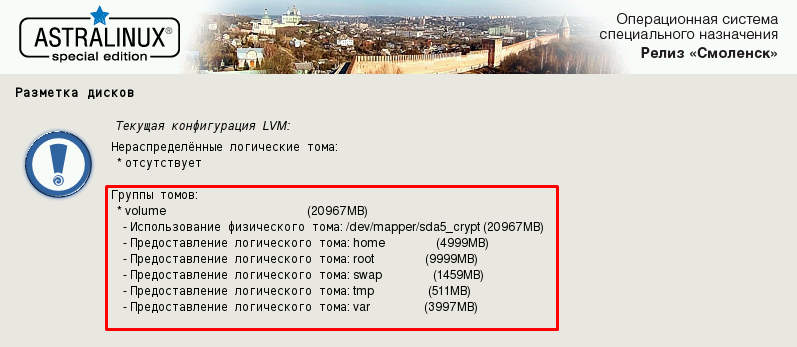 ASTRALINUX®
special edition
Операционная система
специального назначения
Релиз «Смоленск»
Разметка дисков
Текущая конфигурация LVM:
Нераспределённые логические тома:
* отсутствует
Группы томов:
* volume (20967MB)
- Использование физического тома: /dev/mapper/sda5_crypt (20967MB)
- Предоставление логического тома: home (4999MB)
- Предоставление логического тома: root (9999MB)
- Предоставление логического тома: swap (1459MB)
- Предоставление логического тома: tmp (511MB)
- Предоставление логического тома: var (3997MB)